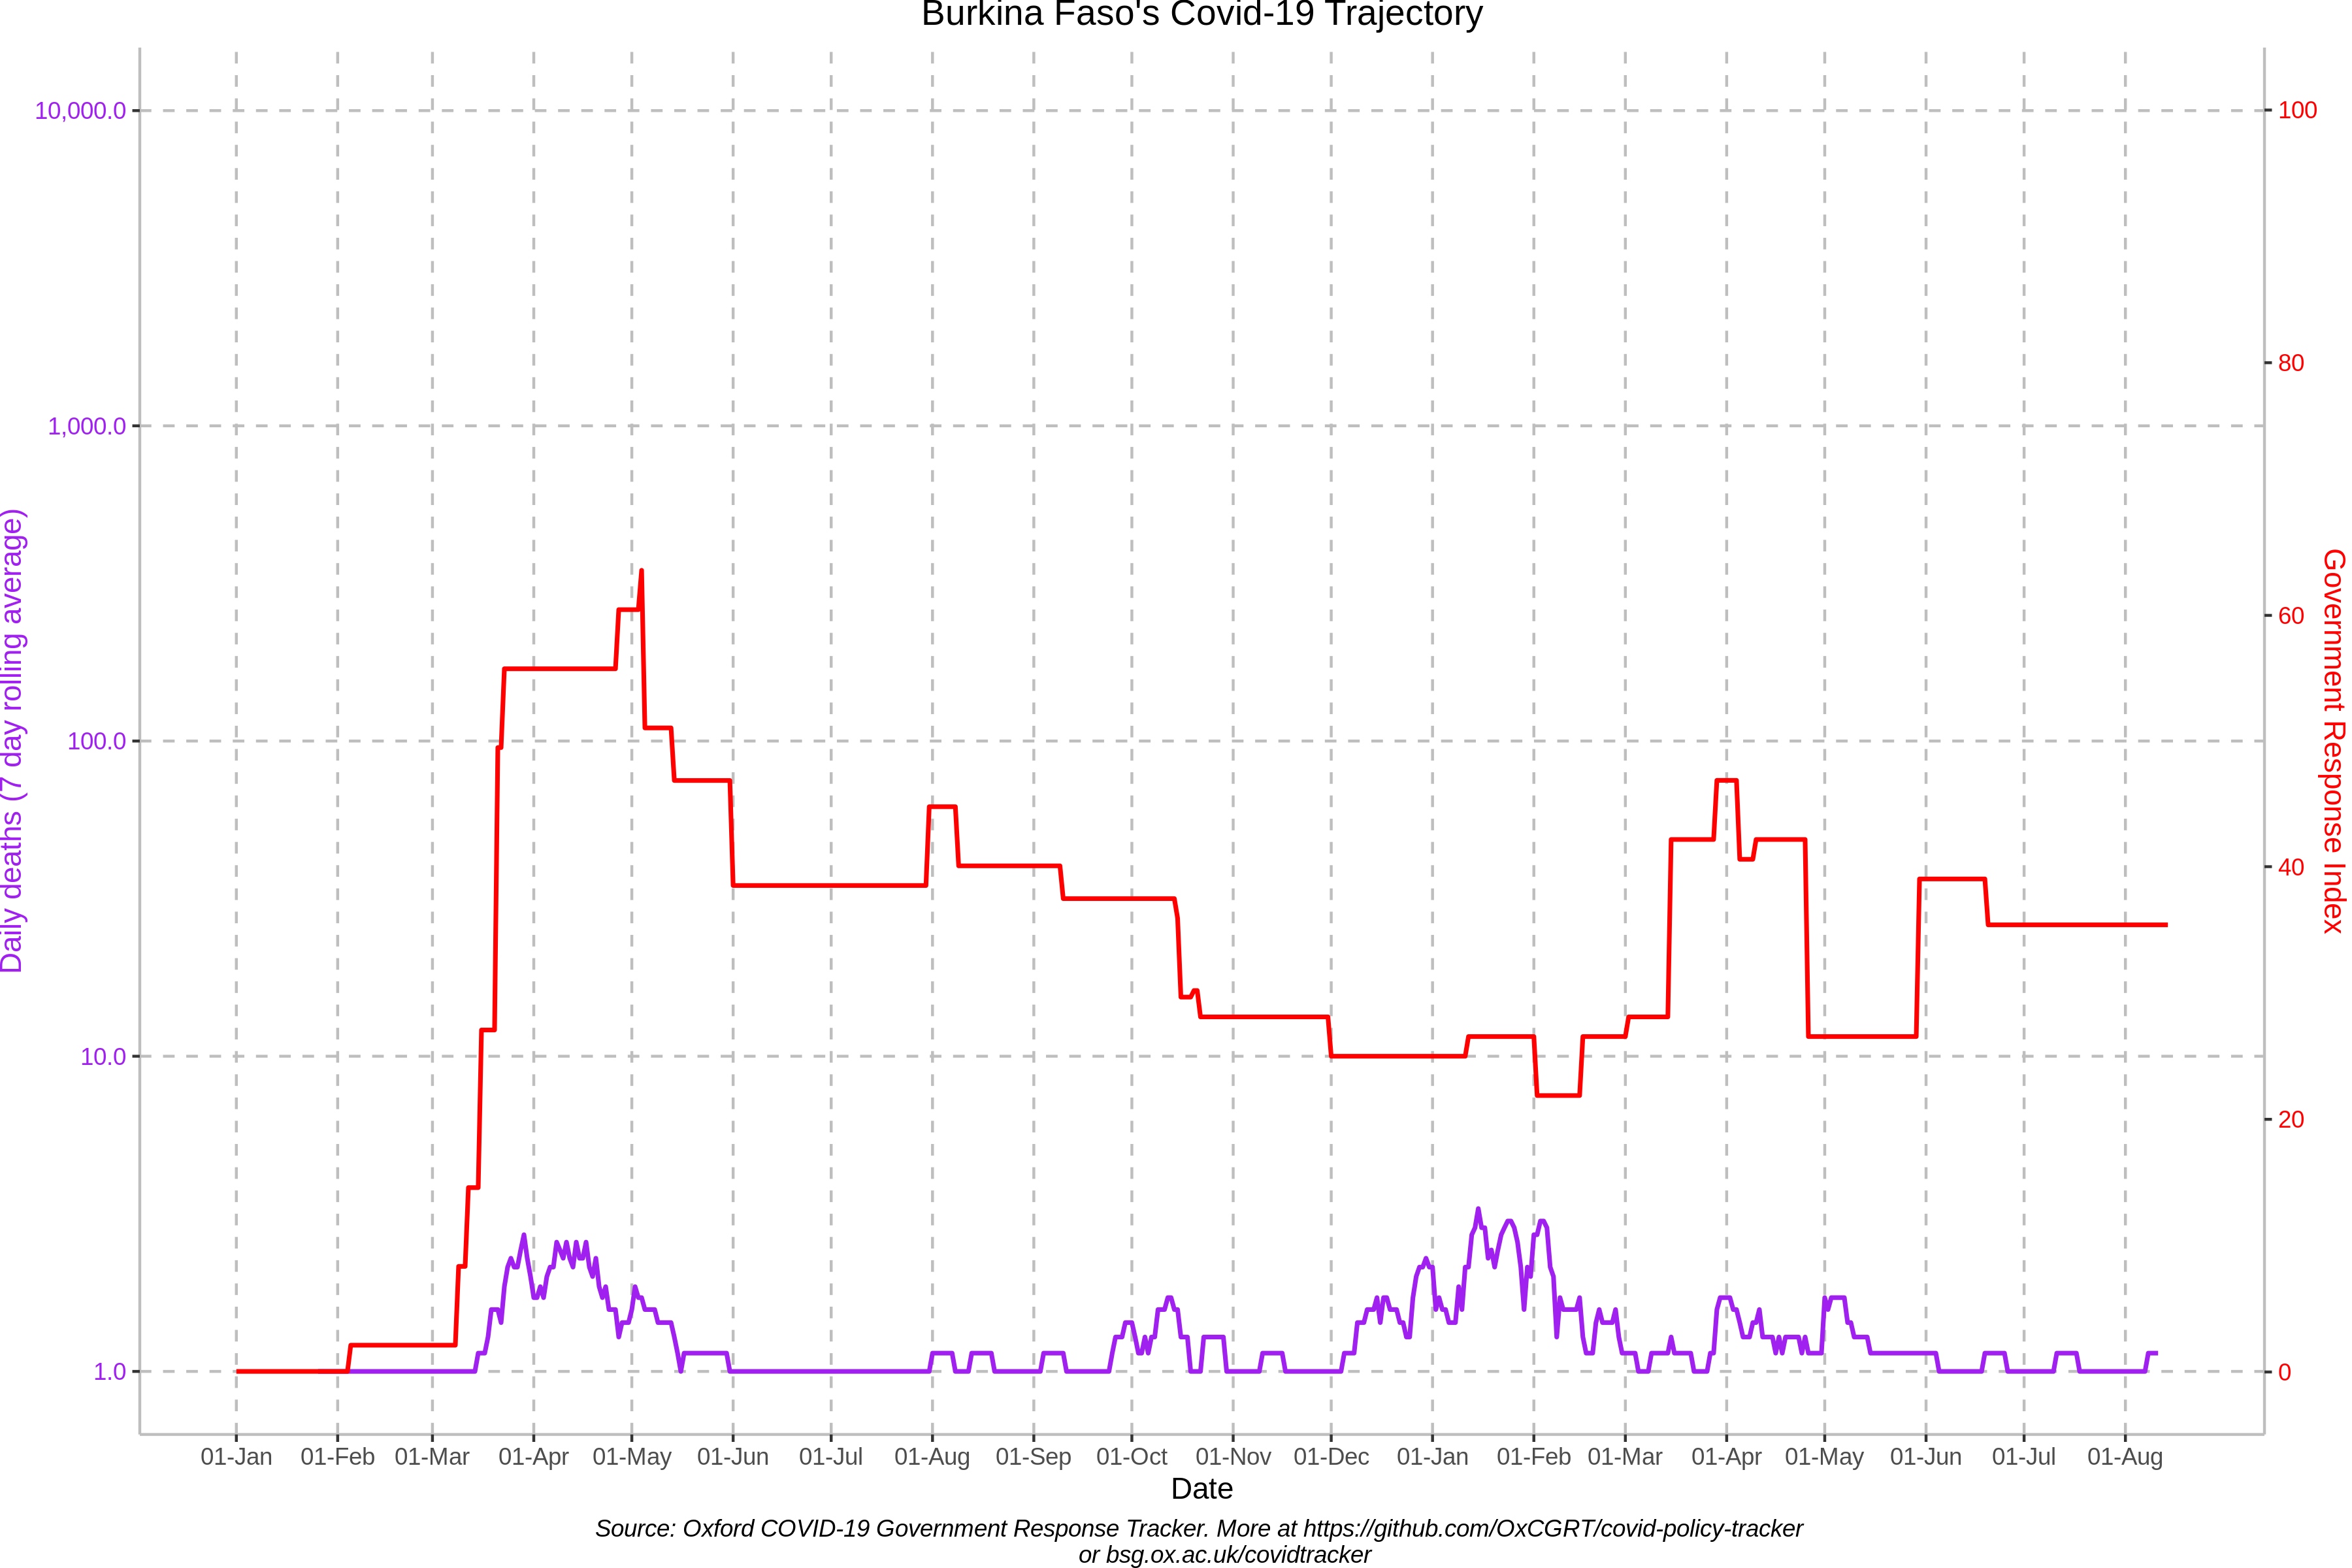 Burkina Faso's Covid-19 Trajectory
Daily deaths (7 day rolling average)
10,000.0
1,000.0
100.0
10.0
1.0
100
80
60
40
20
0
Government Response Index
01-Jan 01-Feb 01-Mar 01-Apr 01-May 01-Jun 01-Jul 01-Aug 01-Sep 01-Oct 01-Nov 01-Dec 01-Jan 01-Feb 01-Mar 01-Apr 01-May 01-Jun 01-Jul 01-Aug
Date
Source: Oxford COVID-19 Government Response Tracker. More at https://github.com/OxCGRT/covid-policy-tracker
or bsg.ox.ac.uk/covidtracker